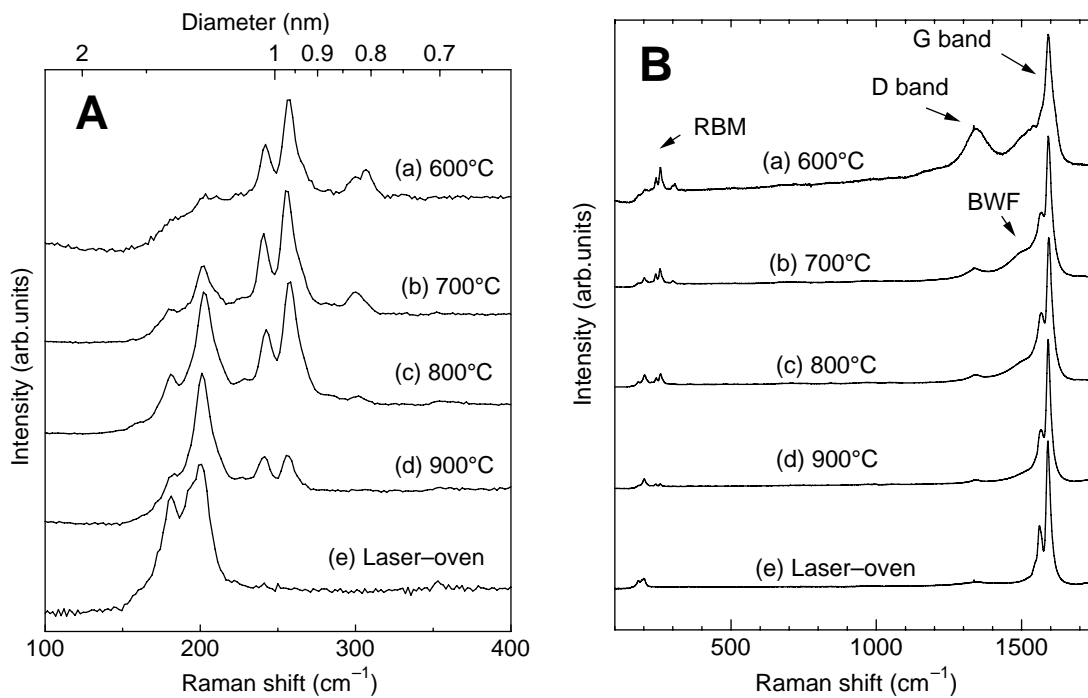 Diameter (nm)
2 1 0.9 0.8 0.7
A
(a) 600°C
(b) 700°C
(c) 800°C
(d) 900°C
(e) Laser–oven
Intensity (arb.units)
100 200 300 400
Raman shift (cm⁻¹)
B
G band
D band
RBM
(a) 600°C
BWF
(b) 700°C
(c) 800°C
(d) 900°C
(e) Laser–oven
Intensity (arb.units)
500 1000 1500
Raman shift (cm⁻¹)